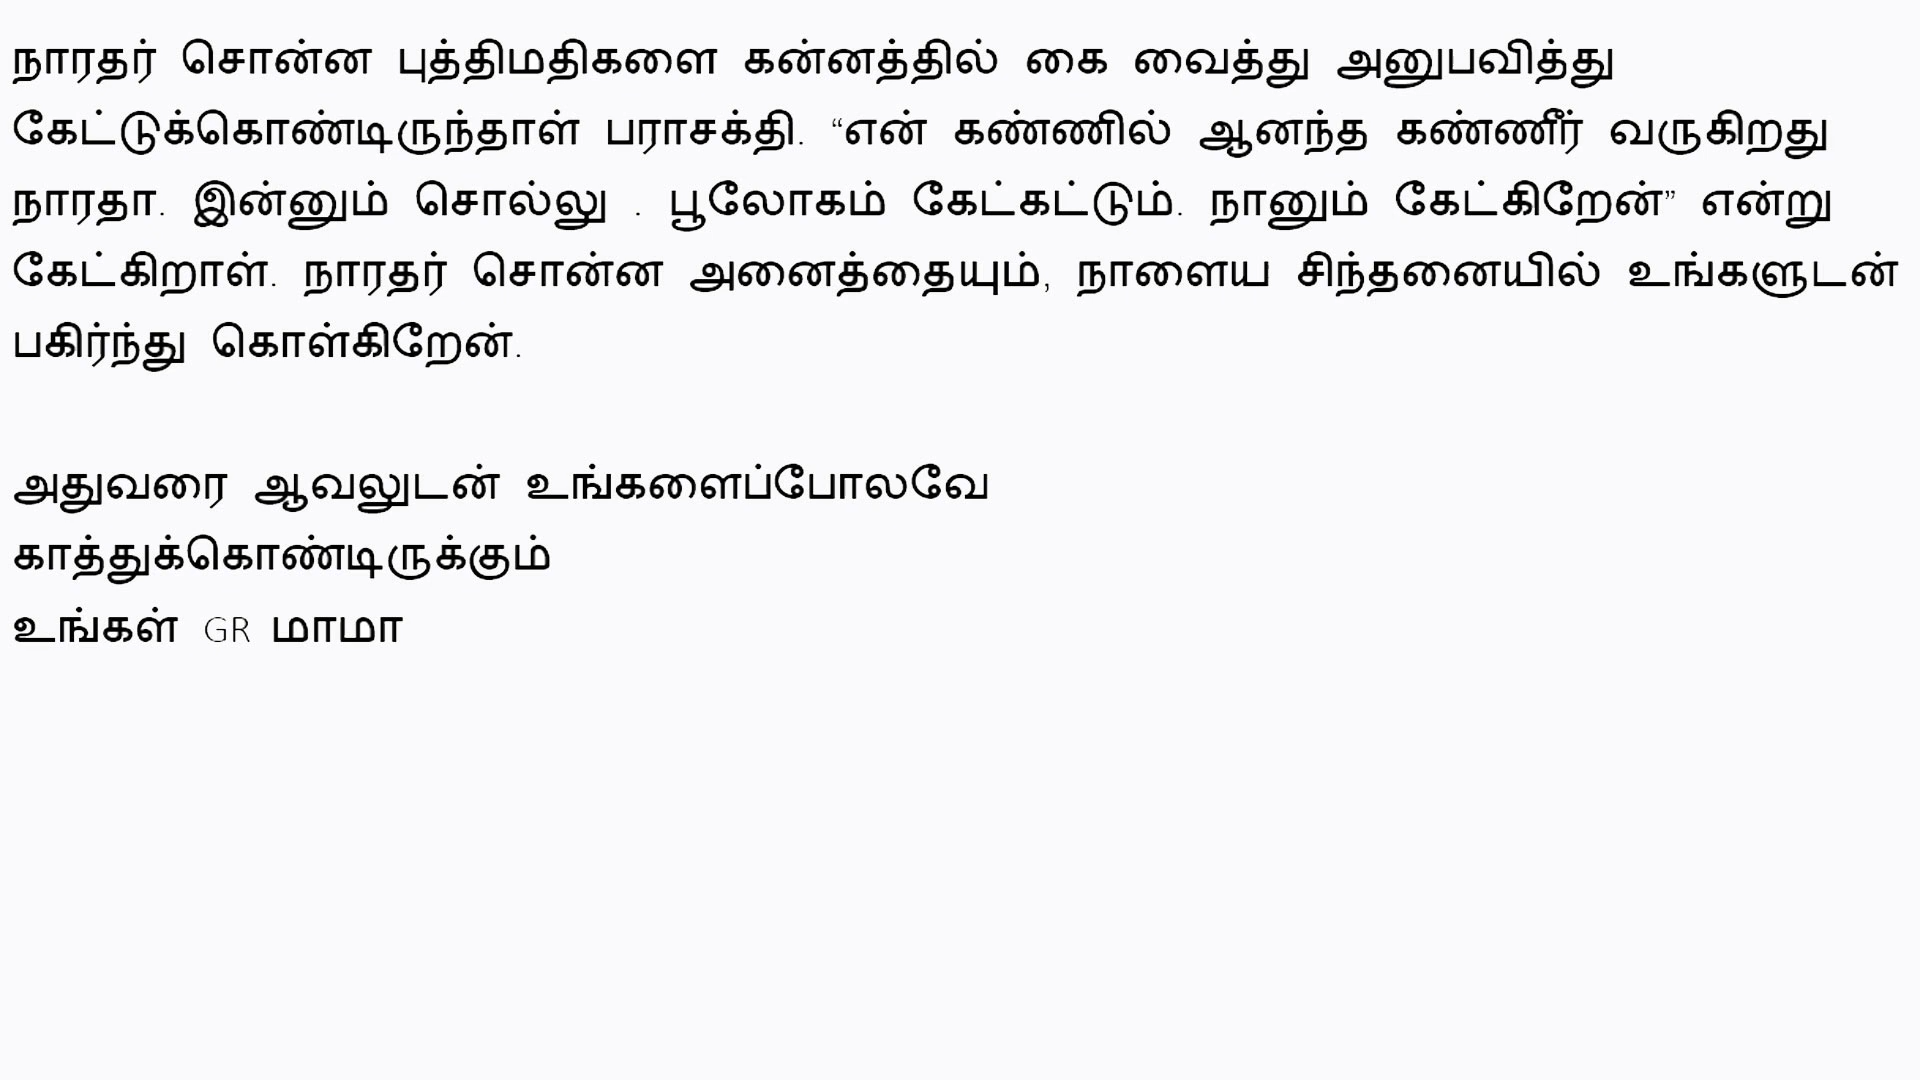 நாரதர் சொன்ன புத்திமதிகளை கன்னத்தில் கை வைத்து அனுபவித்து
கேட்டுக்கொண்டிருந்தாள் பராசக்தி. “என் கண்ணில் ஆனந்த கண்ணீர் வருகிறது
நாரதா. இன்னும் சொல்லு . பூலோகம் கேட்கட்டும். நானும் கேட்கிறேன்” என்று
கேட்கிறாள். நாரதர் சொன்ன அனைத்தையும், நாளைய சிந்தனையில் உங்களுடன்
பகிர்ந்து கொள்கிறேன்.
அதுவரை ஆவலுடன் உங்களைப்போலவே
காத்துக்கொண்டிருக்கும்
உங்கள் GR மாமா